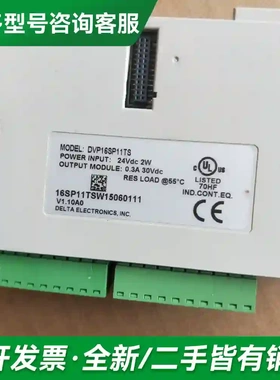 型号咨询客服
MODEL: DVP16SP11TS
POWER INPUT: 24Vdc 2W
OUTPUT MODULE: 0.3A 30Vdc
RES LOAD @55°C
c UL US
LISTED
70HF
IND.CONT.EQ.
16SP11TSW15060111
V1.10A0
DELTA ELECTRONICS, INC.
开发票·全新/二手皆有